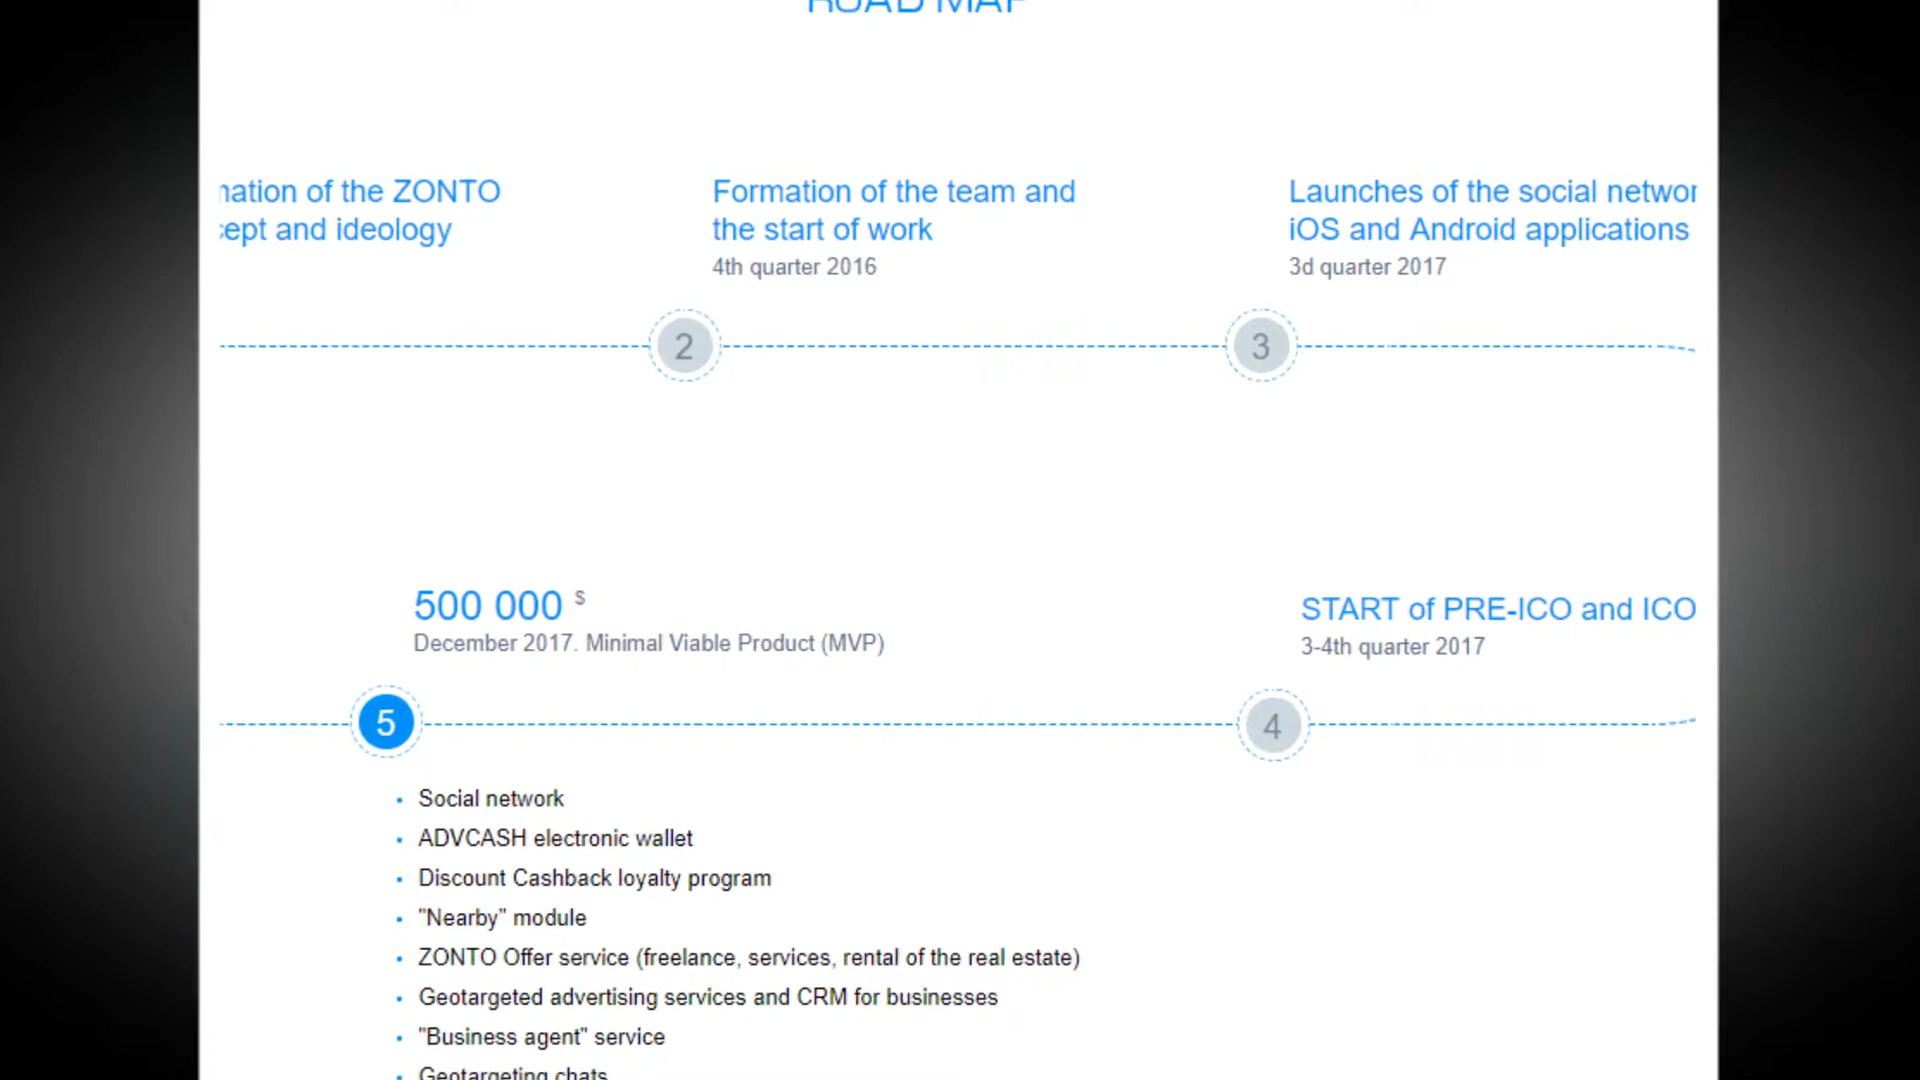 ROAD MAP
of the ZONTO
and ideology
Formation of the team and
the start of work
4th quarter 2016
Launches of the social
iOS and Android applications
3d quarter 2017
2
3
500 000 $
December 2017. Minimal Viable Product (MVP)
START of PRE-ICO and ICO
3-4th quarter 2017
5
4
• Social network
• ADVCASH electronic wallet
• Discount Cashback loyalty program
• "Nearby" module
• ZONTO Offer service (freelance, services, rental of the real estate)
• Geotargeted advertising services and CRM for businesses
• "Business agent" service
• Geotargeting chats